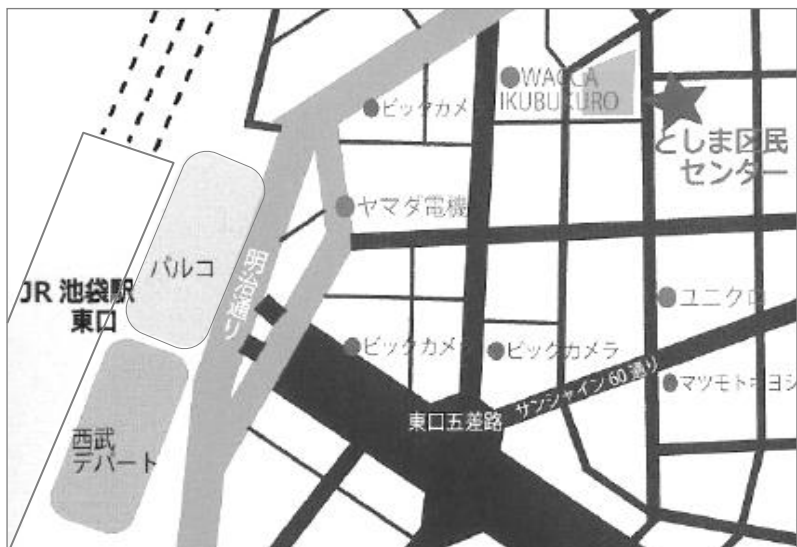 WACCA
IKUBUKURO
ビックカメラ
としま区民
センター
ヤマダ電機
パルコ
明治通り
JR 池袋駅
東口
ユニクロ
ビックカメラ
ビックカメラ
サンシャイン60通り
マツモトキヨシ
東口五差路
西武
デパート